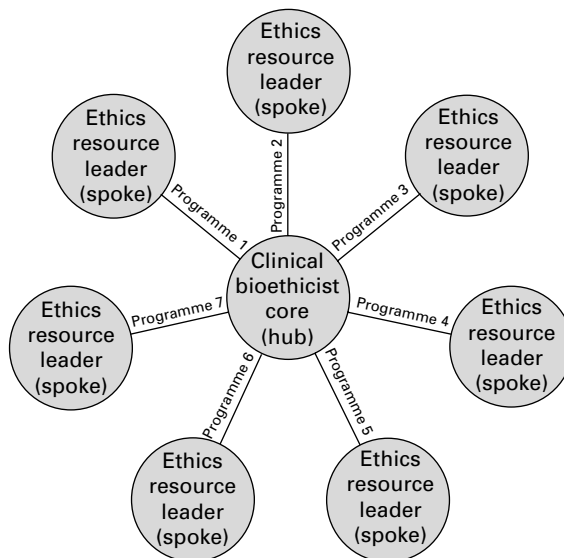 Ethics
resource
leader
(spoke)
Ethics
resource
leader
(spoke)
Ethics
resource
leader
(spoke)
Programme 1
Programme 2
Programme 3
Clinical
bioethicist
core
(hub)
Programme 7
Programme 4
Ethics
resource
leader
(spoke)
Ethics
resource
leader
(spoke)
Programme 6
Programme 5
Ethics
resource
leader
(spoke)
Ethics
resource
leader
(spoke)